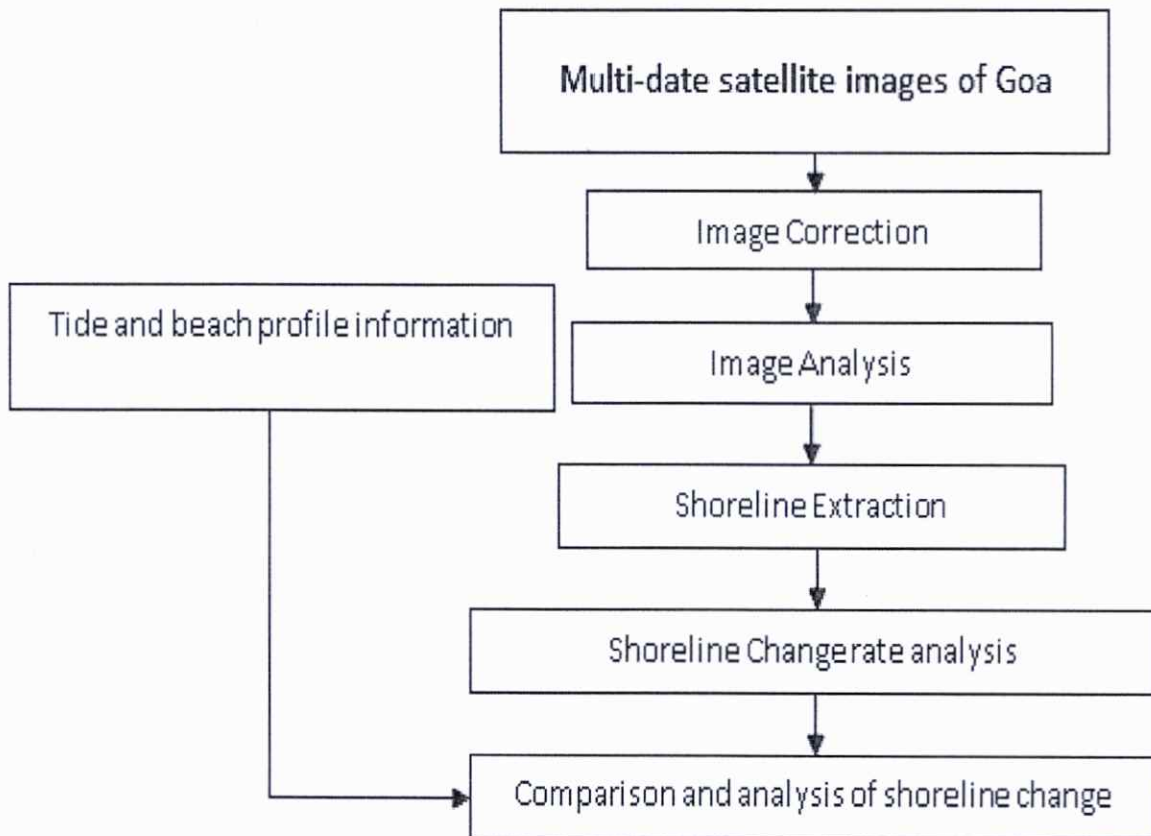 Multi-date satellite images of Goa
Image Correction
Tide and beach profile information
Image Analysis
Shoreline Extraction
Shoreline Changerate analysis
Comparison and analysis of shoreline change